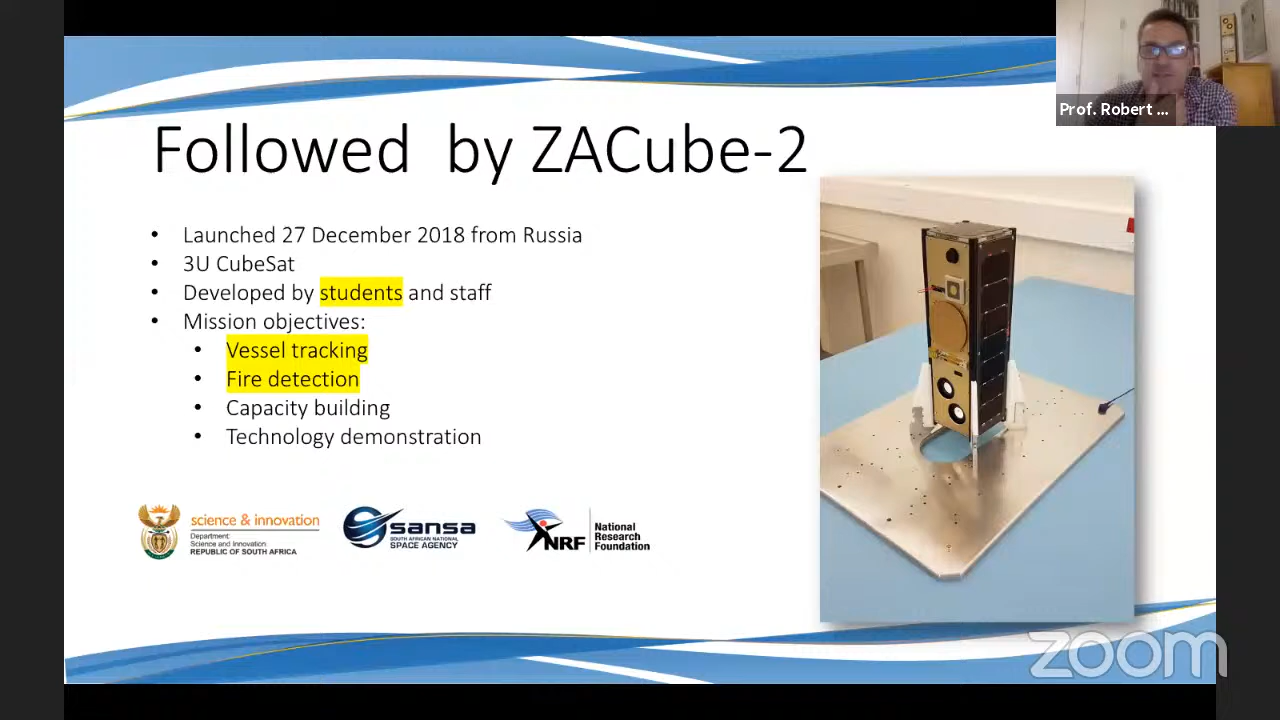 Prof. Robert ...
Followed by ZACube-2
• Launched 27 December 2018 from Russia
• 3U CubeSat
• Developed by students and staff
• Mission objectives:
• Vessel tracking
• Fire detection
• Capacity building
• Technology demonstration
science & innovation
Department:
Science and Innovation
REPUBLIC OF SOUTH AFRICA
sansa
SOUTH AFRICAN NATIONAL
SPACE AGENCY
NRF
National
Research
Foundation
zoom